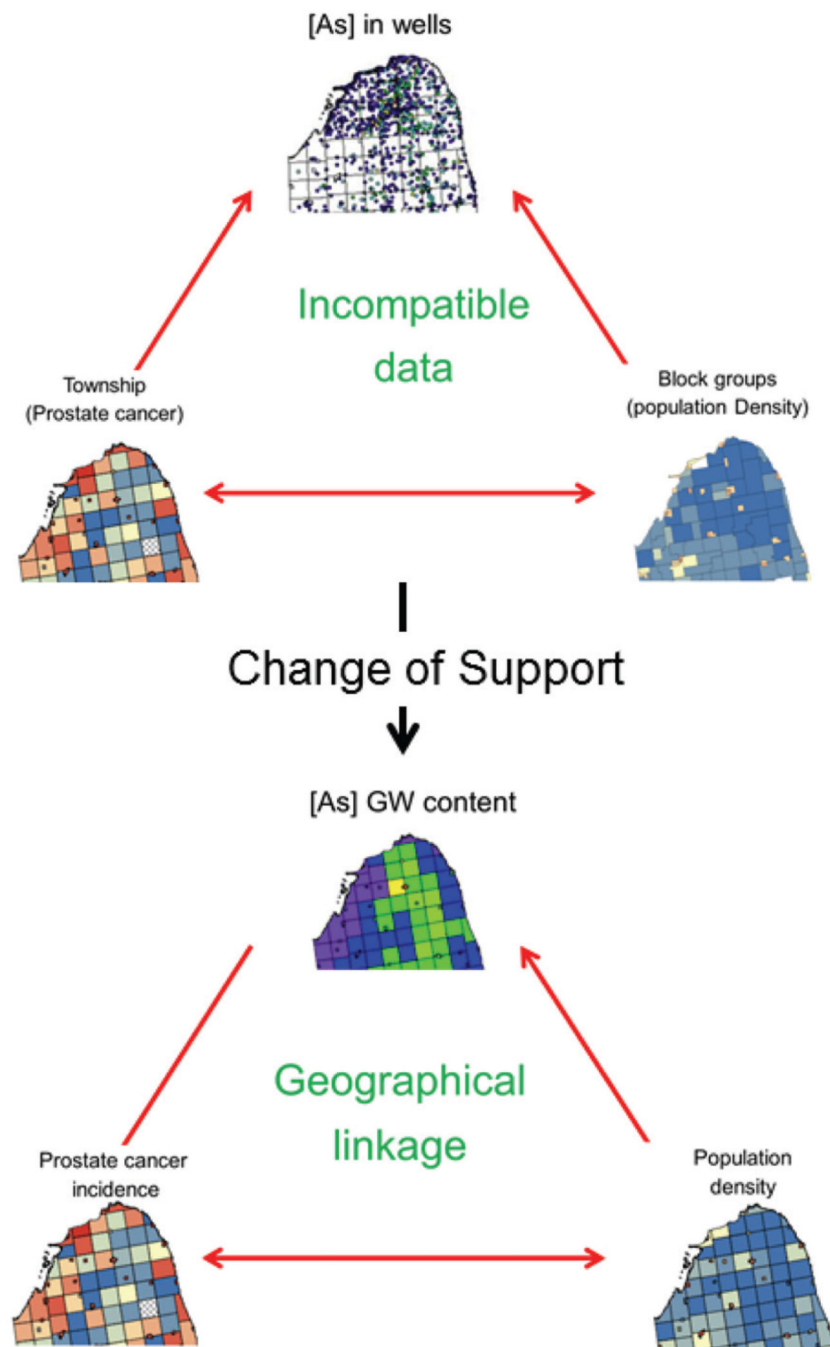 [As] in wells
Incompatible
data
Township
(Prostate cancer)
Block groups
(population Density)
Change of Support
[As] GW content
Geographical
linkage
Prostate cancer
incidence
Population
density